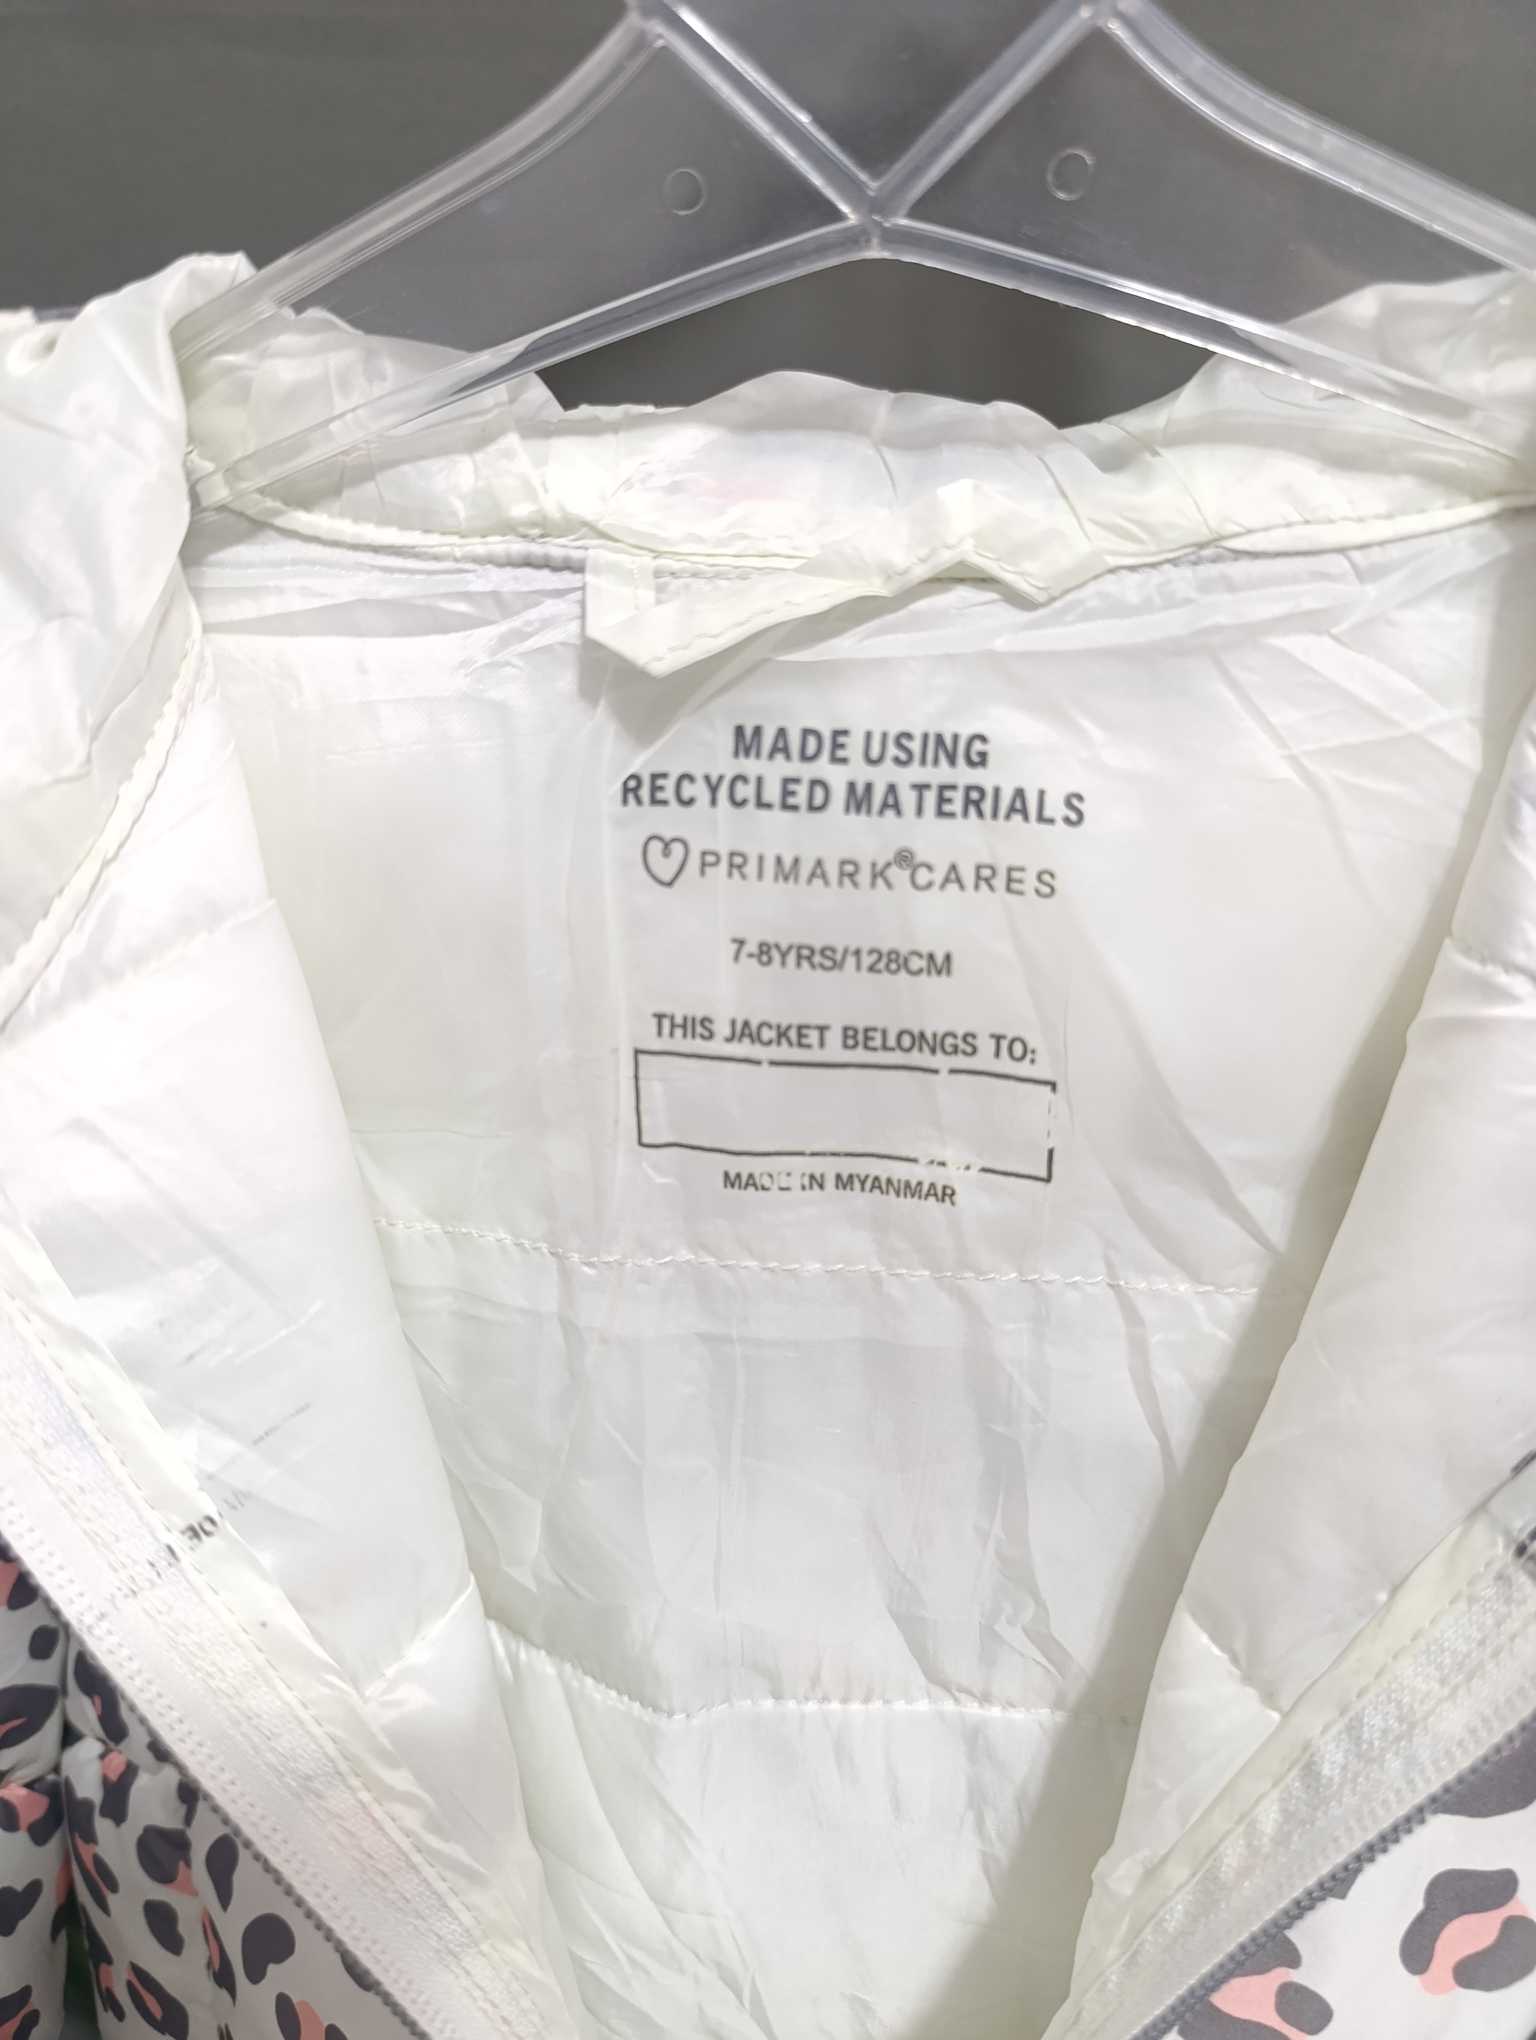 MADE USING
RECYCLED MATERIALS
PRIMARK® CARES
7-8YRS/128CM
THIS JACKET BELONGS TO:
MADE IN MYANMAR